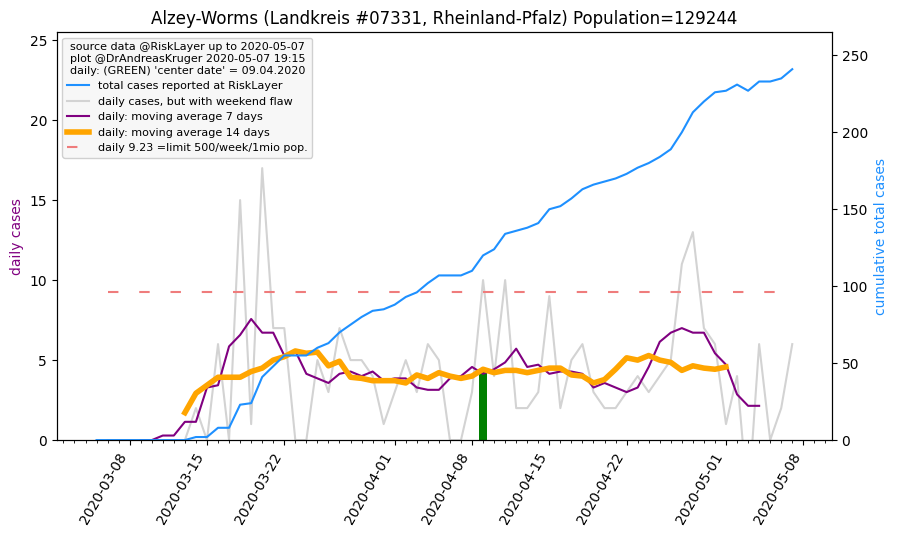 Alzey-Worms (Landkreis #07331, Rheinland-Pfalz) Population=129244
source data @RiskLayer up to 2020-05-07
plot @DrAndreasKruger 2020-05-07 19:15
daily: (GREEN) 'center date' = 09.04.2020
total cases reported at RiskLayer
daily cases, but with weekend flaw
daily: moving average 7 days
daily: moving average 14 days
daily 9.23 =limit 500/week/1mio pop.
daily cases
25
20
15
10
5
0
cumulative total cases
250
200
150
100
50
0
2020-03-08
2020-03-15
2020-03-22
2020-04-01
2020-04-08
2020-04-15
2020-04-22
2020-05-01
2020-05-08